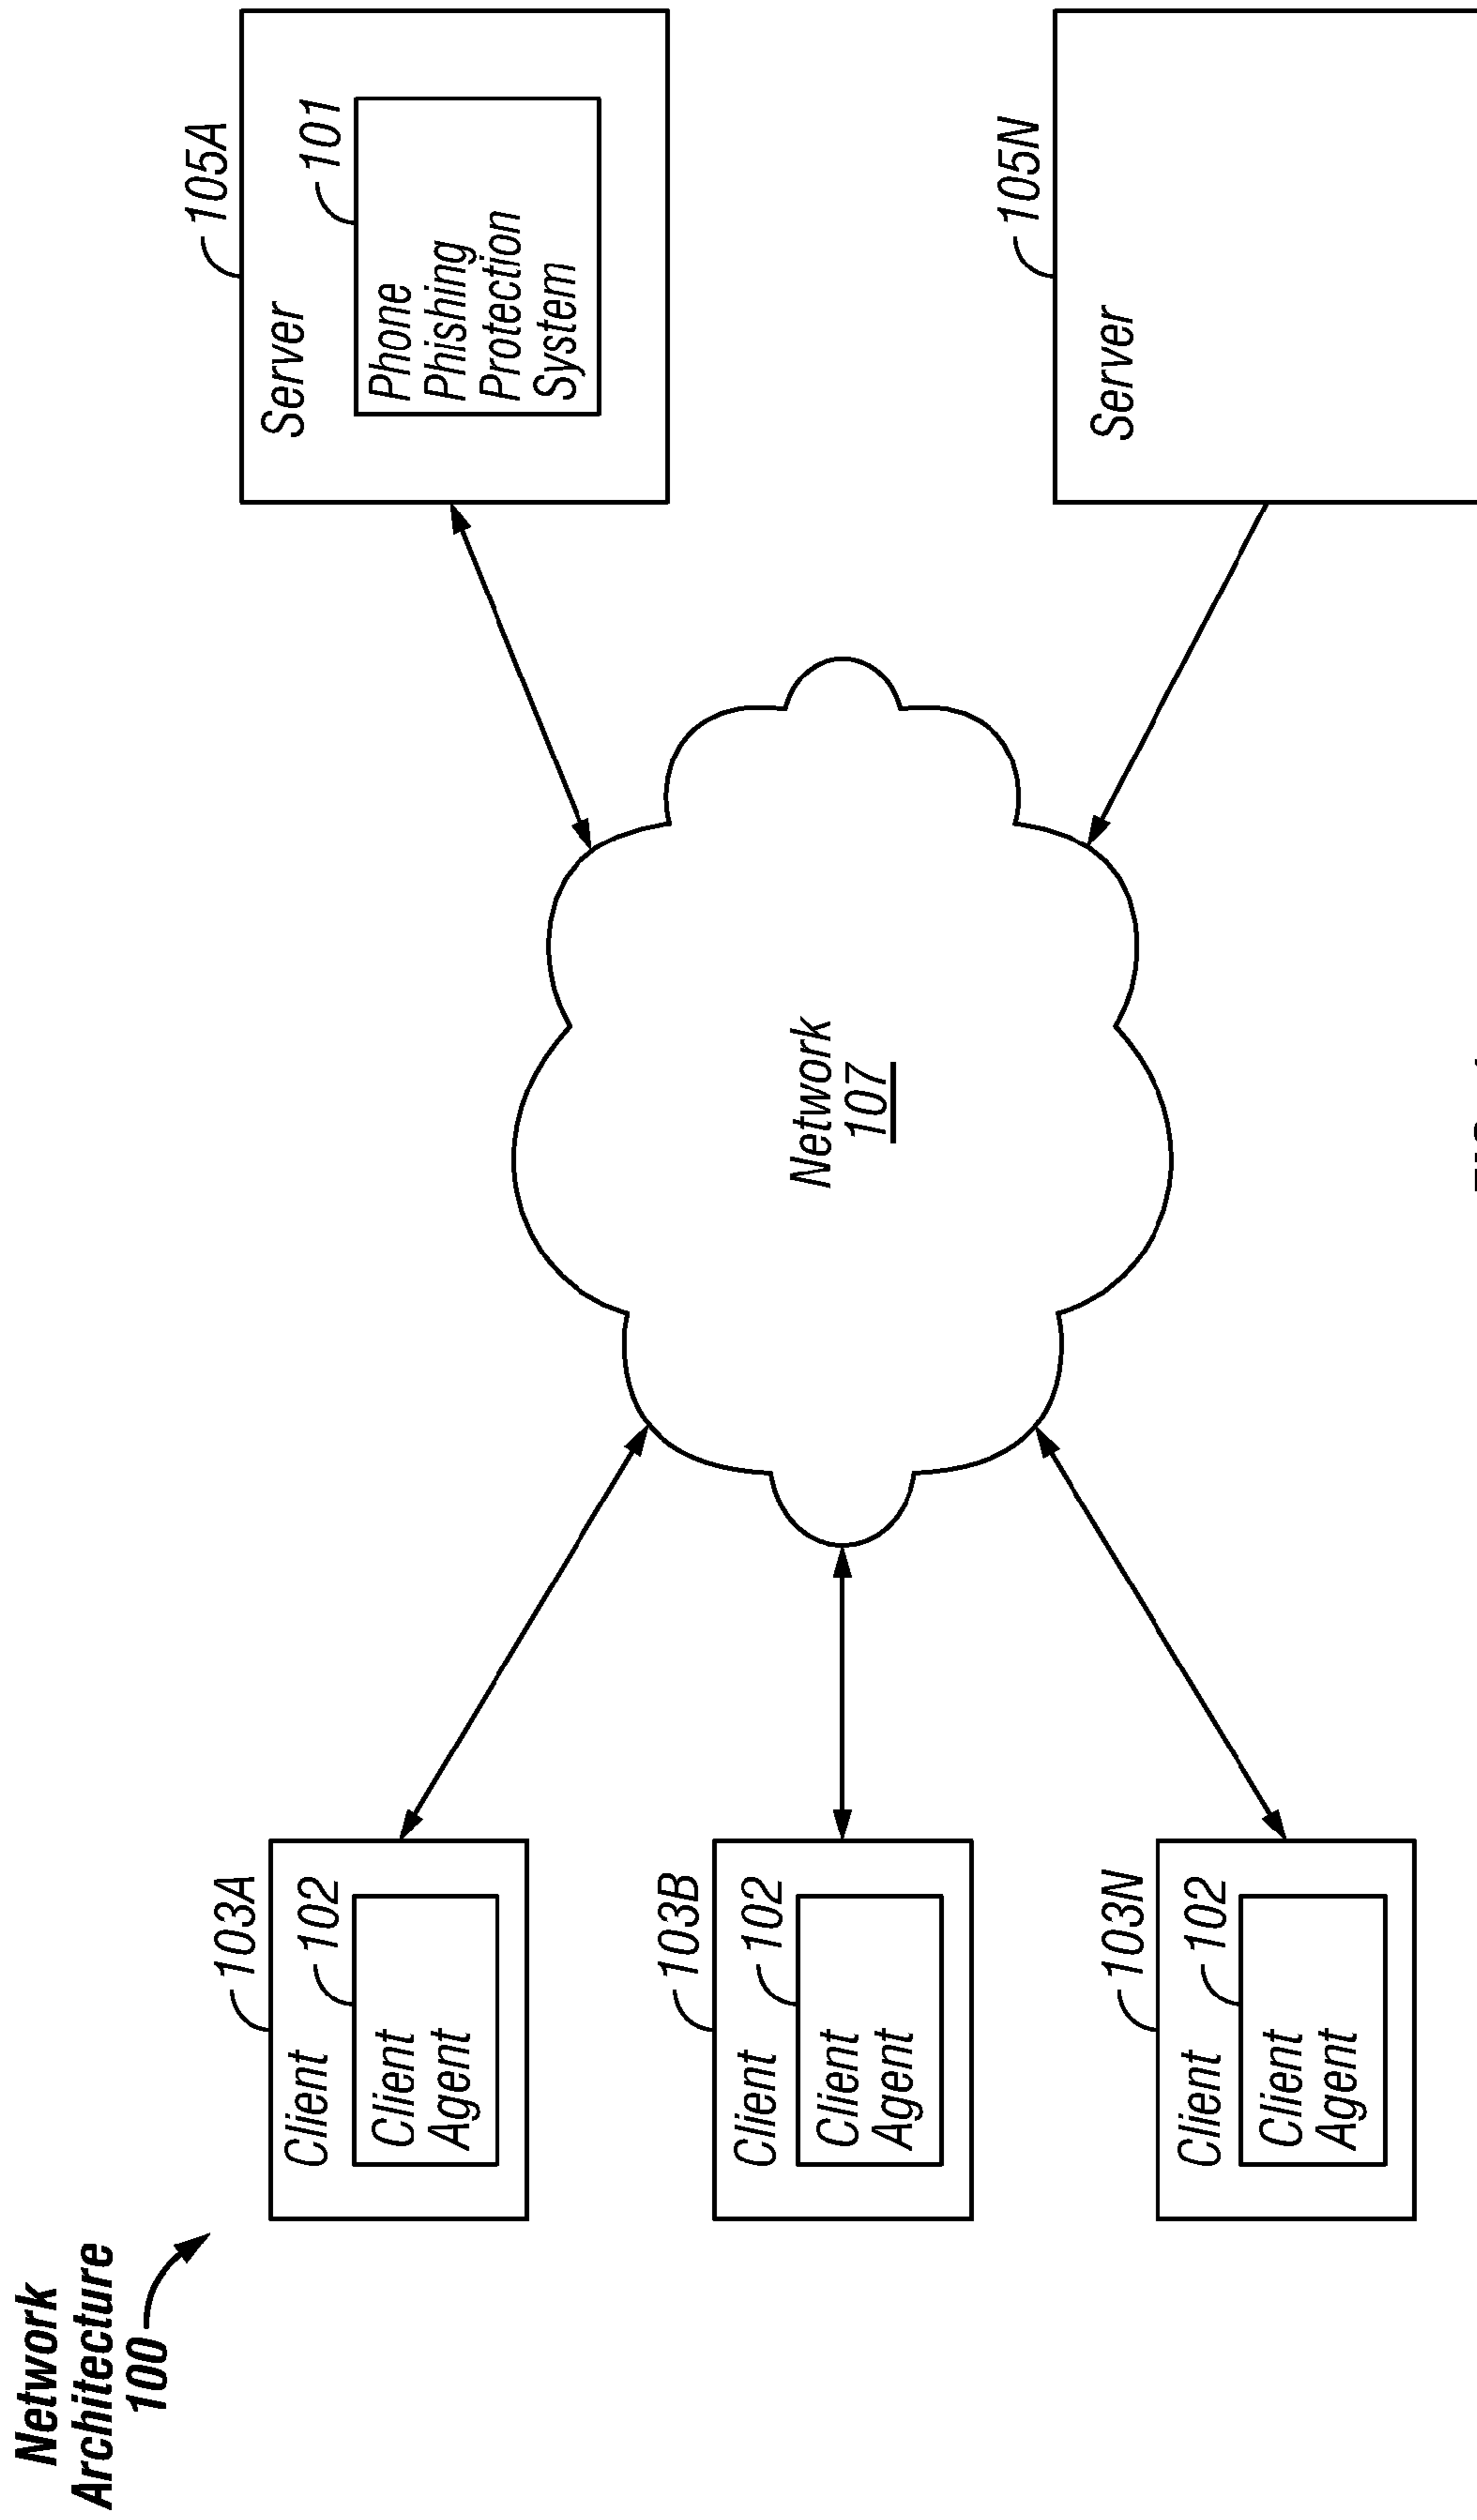 Network
Architecture
100
103A
Client
102
Client
Agent
103B
Client
102
Client
Agent
103N
Client
102
Client
Agent
Network
107
105A
Server
101
Phone
Phishing
Protection
System
105N
Server